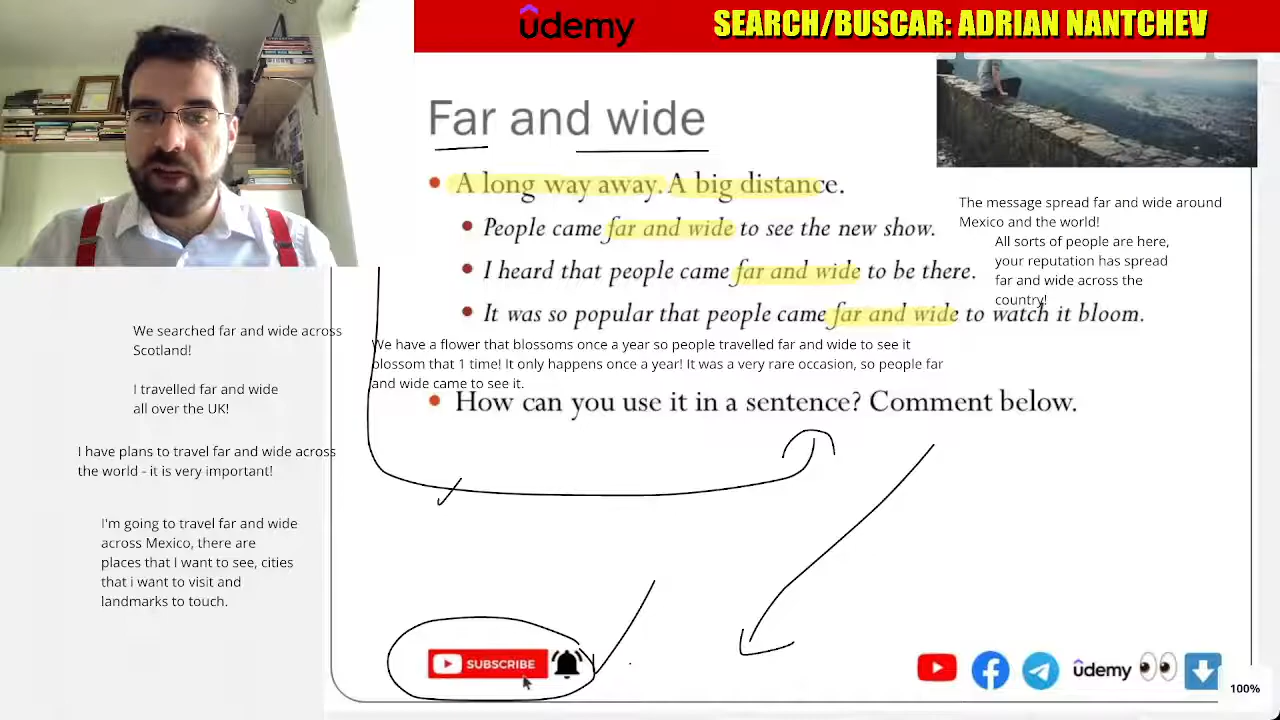 ûdemy
SEARCH/BUSCAR: ADRIAN NANTCHEV
Far and wide
A long way away. A big distance.
People came far and wide to see the new show.
I heard that people came far and wide to be there.
It was so popular that people came far and wide to watch it bloom.
The message spread far and wide around
Mexico and the world!
All sorts of people are here,
your reputation has spread
far and wide across the
country!
We have a flower that blossoms once a year so people travelled far and wide to see it
blossom that 1 time! It only happens once a year! It was a very rare occasion, so people far
and wide came to see it.
How can you use it in a sentence? Comment below.
We searched far and wide across
Scotland!
I travelled far and wide
all over the UK!
I have plans to travel far and wide across
the world - it is very important!
I'm going to travel far and wide
across Mexico, there are
places that I want to see, cities
that i want to visit and
landmarks to touch.
SUBSCRIBE
ûdemy
100%